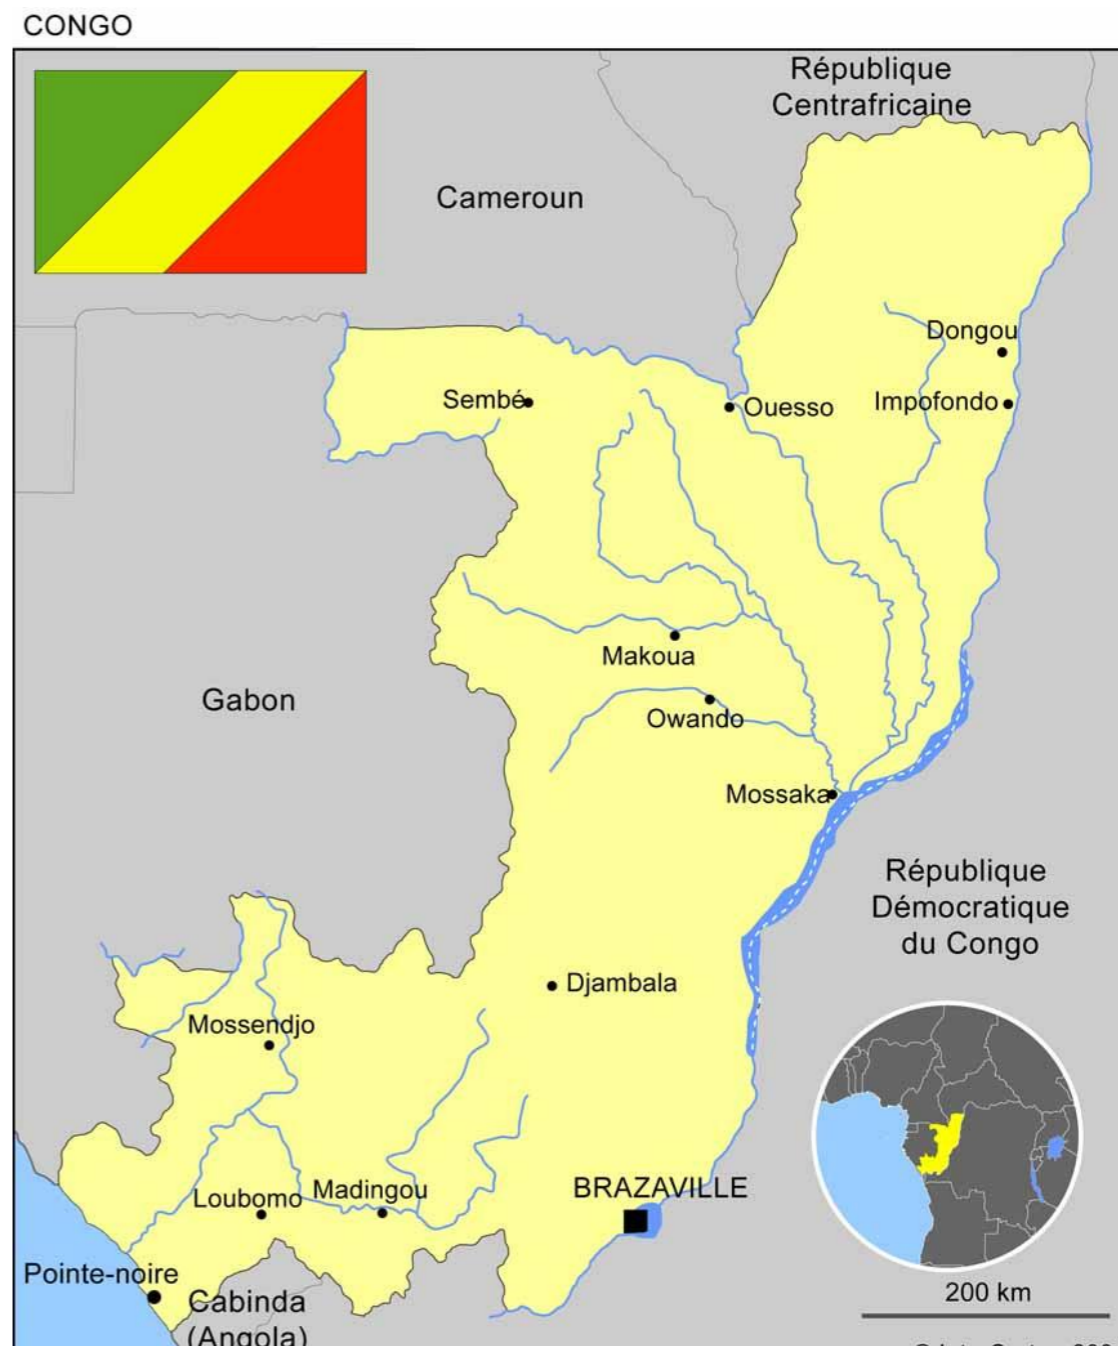 CONGO
République
Centrafricaine
Cameroun
Dongou
Sembé
Ouesso
Impofondo
Makoua
Gabon
Owando
Mossaka
République
Démocratique
du Congo
Djambala
Mossendjo
Loubomo
Madingou
BRAZAVILLE
Pointe-noire
200 km
Cabinda
(Angola)